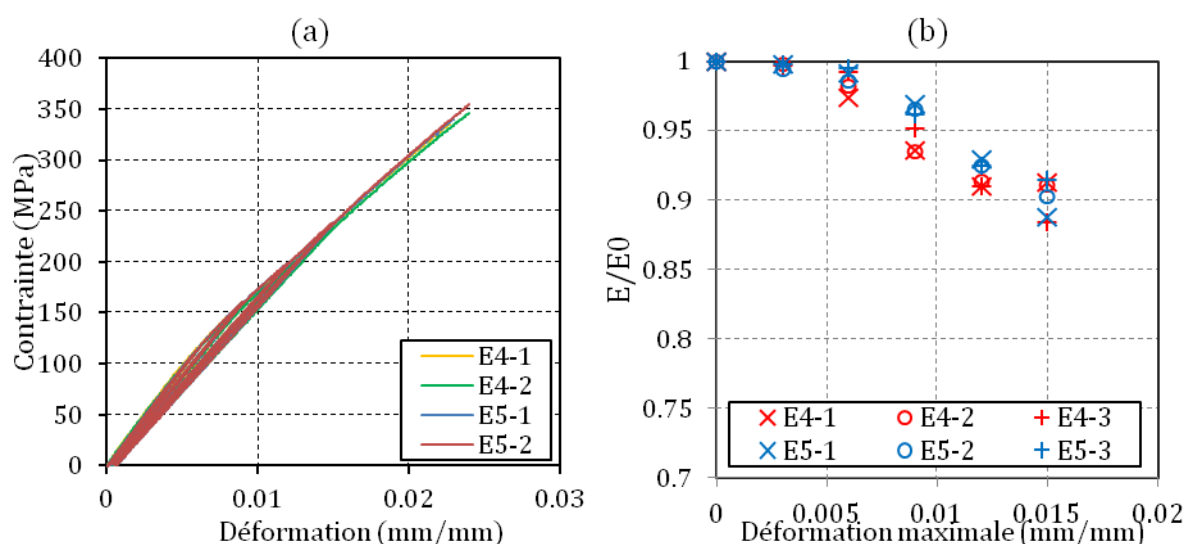 (a)
400
350
300
250
200
150
100
50
0
Contrainte (MPa)
0 0.01 0.02 0.03
Déformation (mm/mm)
E4-1
E4-2
E5-1
E5-2
(b)
1
0.95
0.9
0.85
0.8
0.75
0.7
E/E0
0 0.005 0.01 0.015 0.02
Déformation maximale (mm/mm)
E4-1 E4-2 E4-3
E5-1 E5-2 E5-3